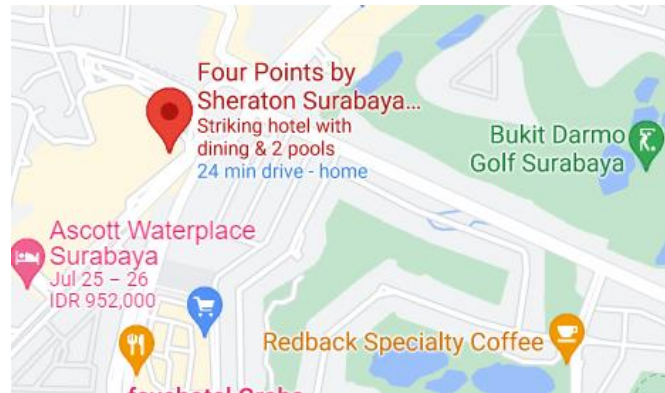 Four Points by
Sheraton Surabaya...
Striking hotel with
dining & 2 pools
24 min drive - home
Bukit Darmo
Golf Surabaya
Ascott Waterplace
Surabaya
Jul 25 – 26
IDR 952,000
Redback Specialty Coffee